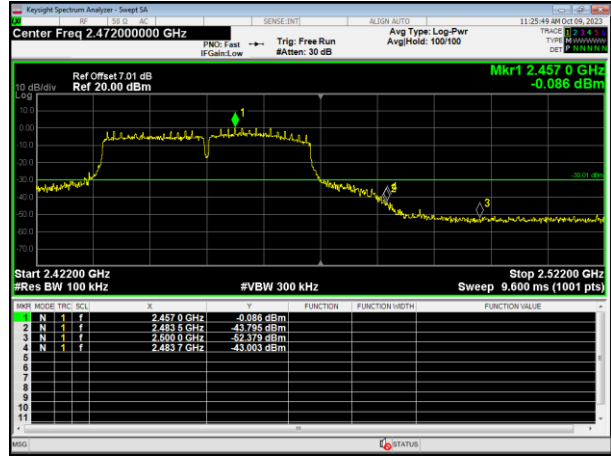 Keysight Spectrum Analyzer - Swept SA
RF 50 Ω AC SENSE:INT ALIGN AUTO 11:25:49 AM Oct 09, 2023
Center Freq 2.472000000 GHz
PNO: Fast
IFGain:Low
Trig: Free Run
#Atten: 30 dB
Avg Type: Log-Pwr
Avg|Hold: 100/100
TRACE 1 2 3 4 5 6
TYPE M WWWWW
DET P N N N N N
Ref Offset 7.01 dB
Ref 20.00 dBm
10 dB/div
Log
Mkr1 2.457 0 GHz
-0.086 dBm
10.0
0.00
-10.0
-20.0
-30.0
-40.0
-50.0
-60.0
-70.0
1
3
-30.01 dBm
Start 2.42200 GHz Stop 2.52200 GHz
#Res BW 100 kHz #VBW 300 kHz Sweep 9.600 ms (1001 pts)
MKR MODE TRC SCL X Y FUNCTION FUNCTION WIDTH FUNCTION VALUE
1 N 1 f 2.457 0 GHz -0.086 dBm
2 N 1 f 2.483 5 GHz -43.795 dBm
3 N 1 f 2.500 0 GHz -52.379 dBm
4 N 1 f 2.483 7 GHz -43.003 dBm
5
6
7
8
9
10
11
MSG STATUS